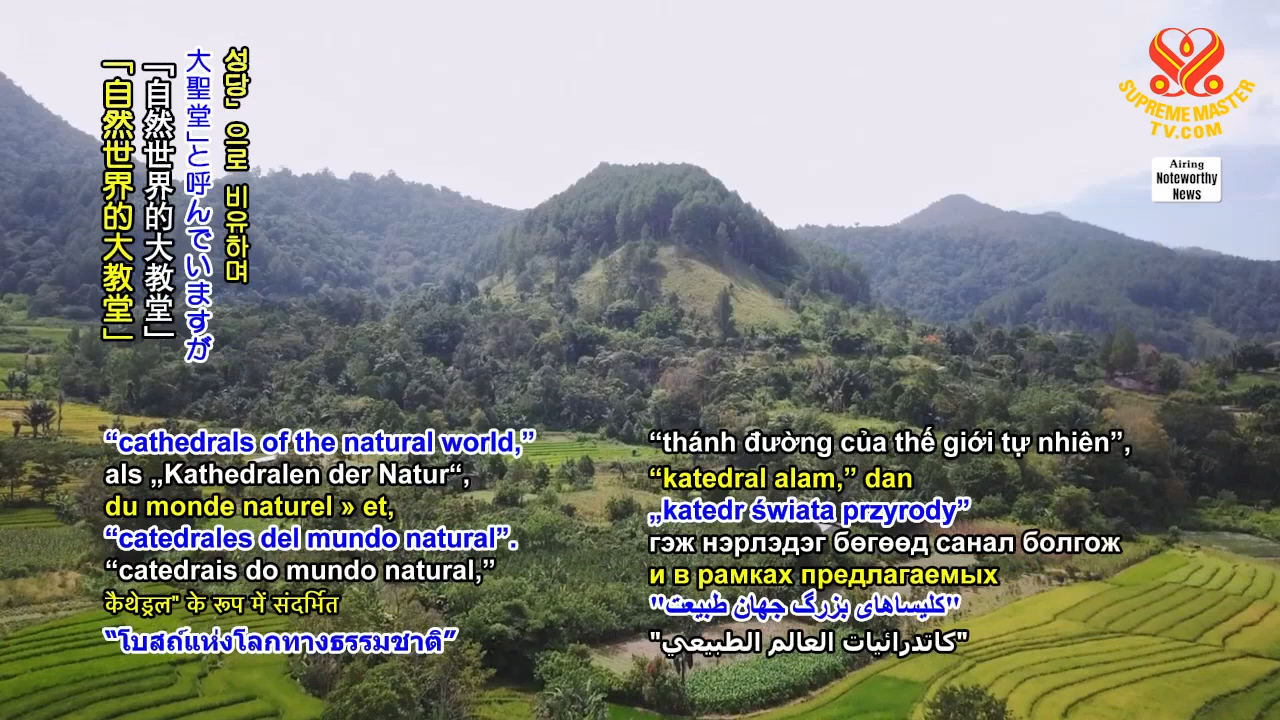 성당」으로 비유하며
大聖堂」と呼んでいますが
「自然世界的大教堂」
「自然世界的大教堂」
SUPREME MASTER
TV.COM
Airing
Noteworthy
News
“cathedrals of the natural world,”
als „Kathedralen der Natur“,
du monde naturel » et,
“catedrales del mundo natural”.
“catedrais do mundo natural,”
कैथेड्रल" के रूप में संदर्भित
“โบสถ์แห่งโลกทางธรรมชาติ”
“thánh đường của thế giới tự nhiên”,
“katedral alam,” dan
„katedr świata przyrody”
гэж нэрлэдэг бөгөөд санал болгож
и в рамках предлагаемых
"کلیساهای بزرگ جهان طبیعت"
"كاتدرائيات العالم الطبيعي"